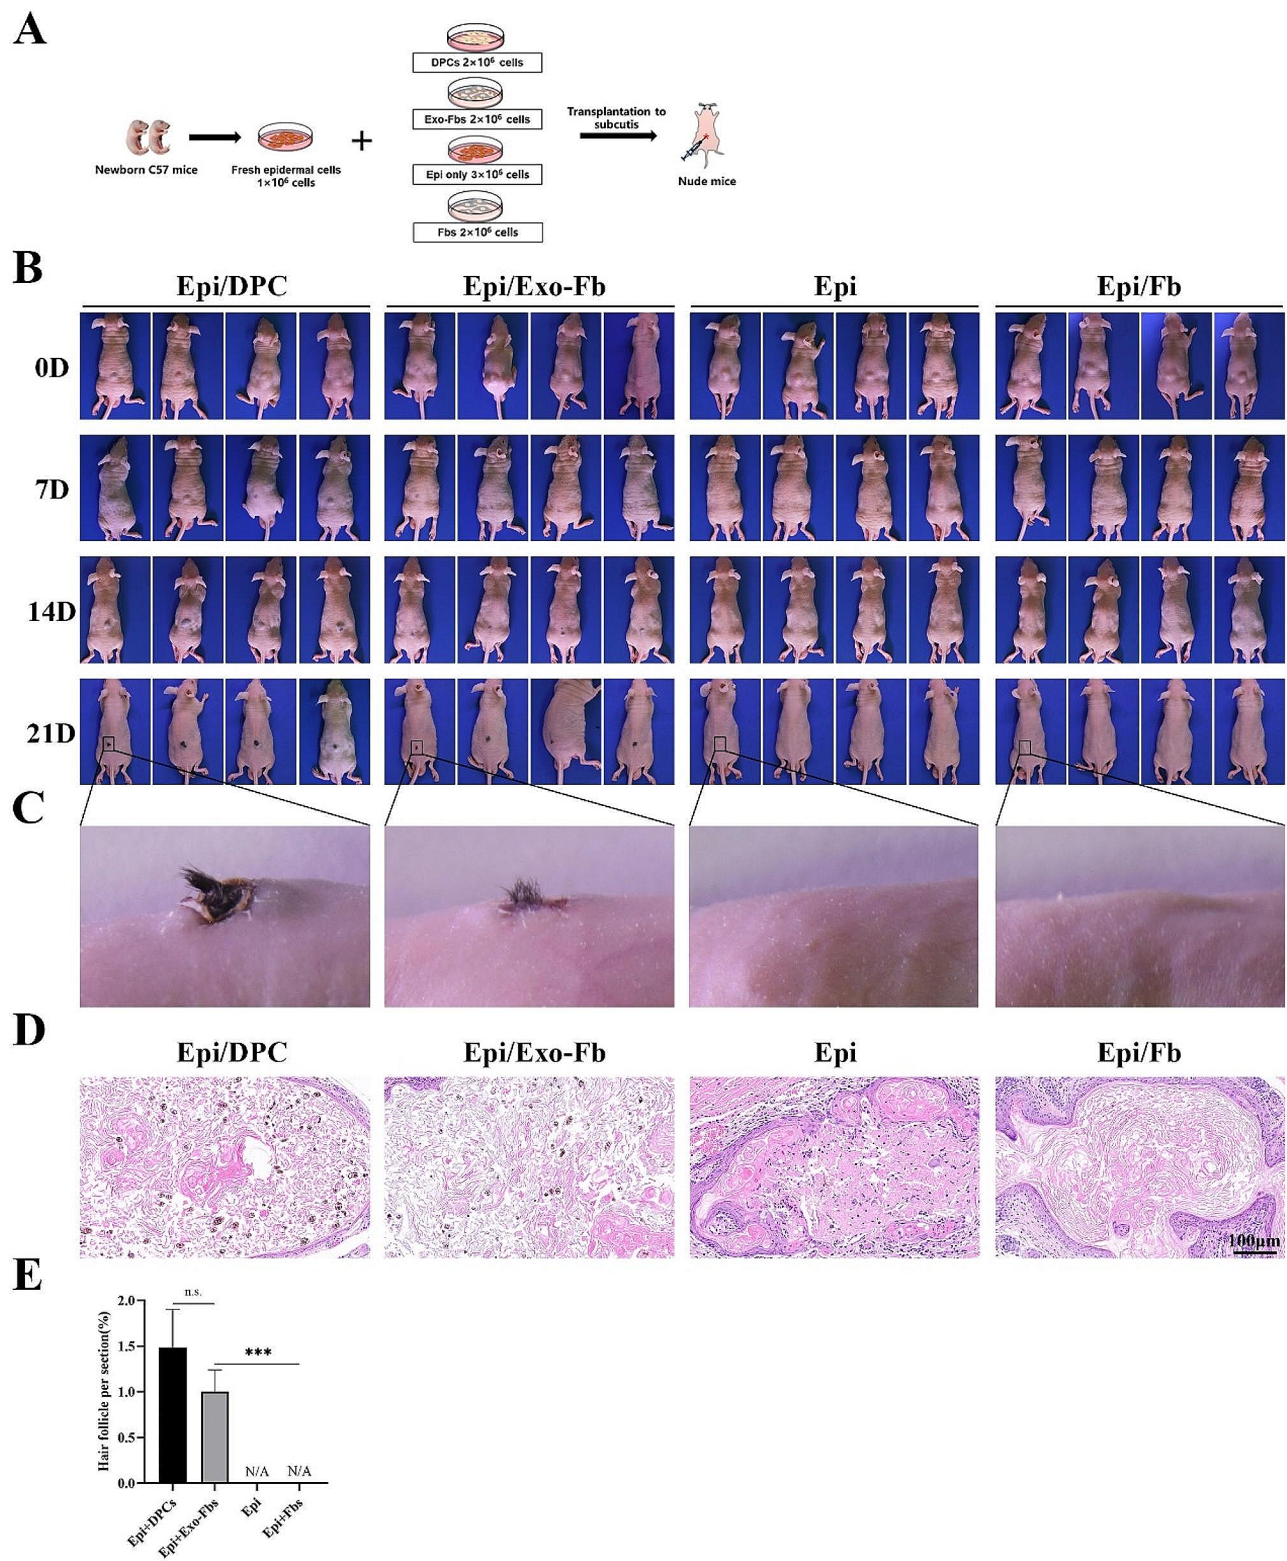 A
DPCs 2×10⁶ cells
Exo-Fbs 2×10⁶ cells
Newborn C57 mice
Fresh epidermal cells
1×10⁶ cells
+
Epi only 3×10⁶ cells
Fbs 2×10⁶ cells
Transplantation to
subcutis
Nude mice
B
Epi/DPC Epi/Exo-Fb Epi Epi/Fb
0D
7D
14D
21D
C
D
Epi/DPC Epi/Exo-Fb Epi Epi/Fb
100μm
E
Hair follicle per section(%)
2.0
1.5
1.0
0.5
0.0
n.s.
***
N/A N/A
Epi+DPCs
Epi+Exo-Fbs
Epi
Epi+Fbs